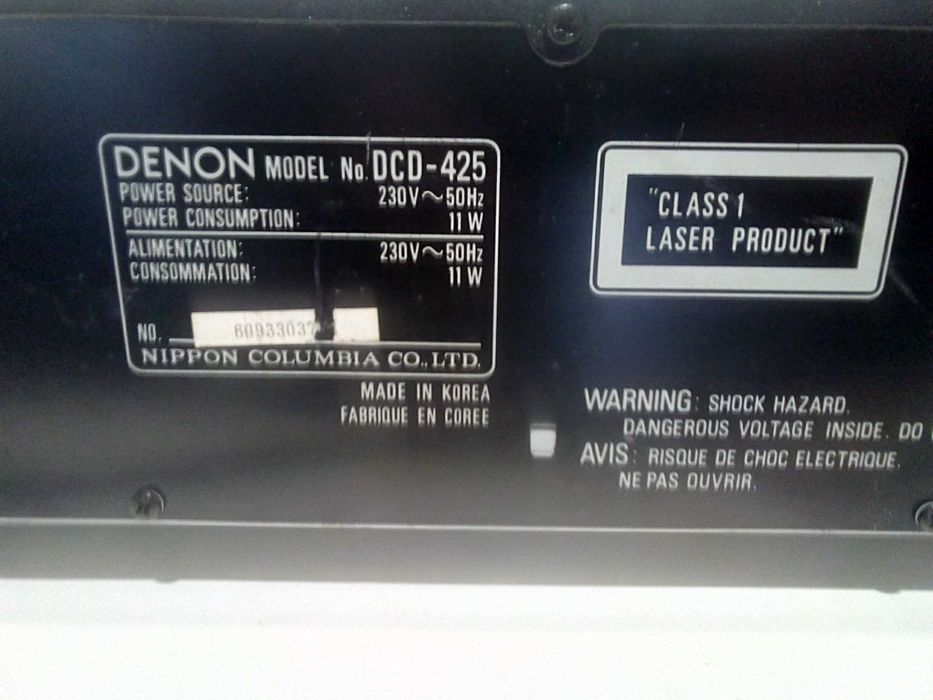 DENON MODEL No. DCD-425
POWER SOURCE: 230V~50Hz
POWER CONSUMPTION: 11 W
ALIMENTATION: 230V~50Hz
CONSOMMATION: 11 W
NO. 60933037
NIPPON COLUMBIA CO., LTD.
MADE IN KOREA
FABRIQUE EN COREE
"CLASS 1
LASER PRODUCT"
WARNING: SHOCK HAZARD.
DANGEROUS VOLTAGE INSIDE. DO
AVIS: RISQUE DE CHOC ELECTRIQUE.
NE PAS OUVRIR.